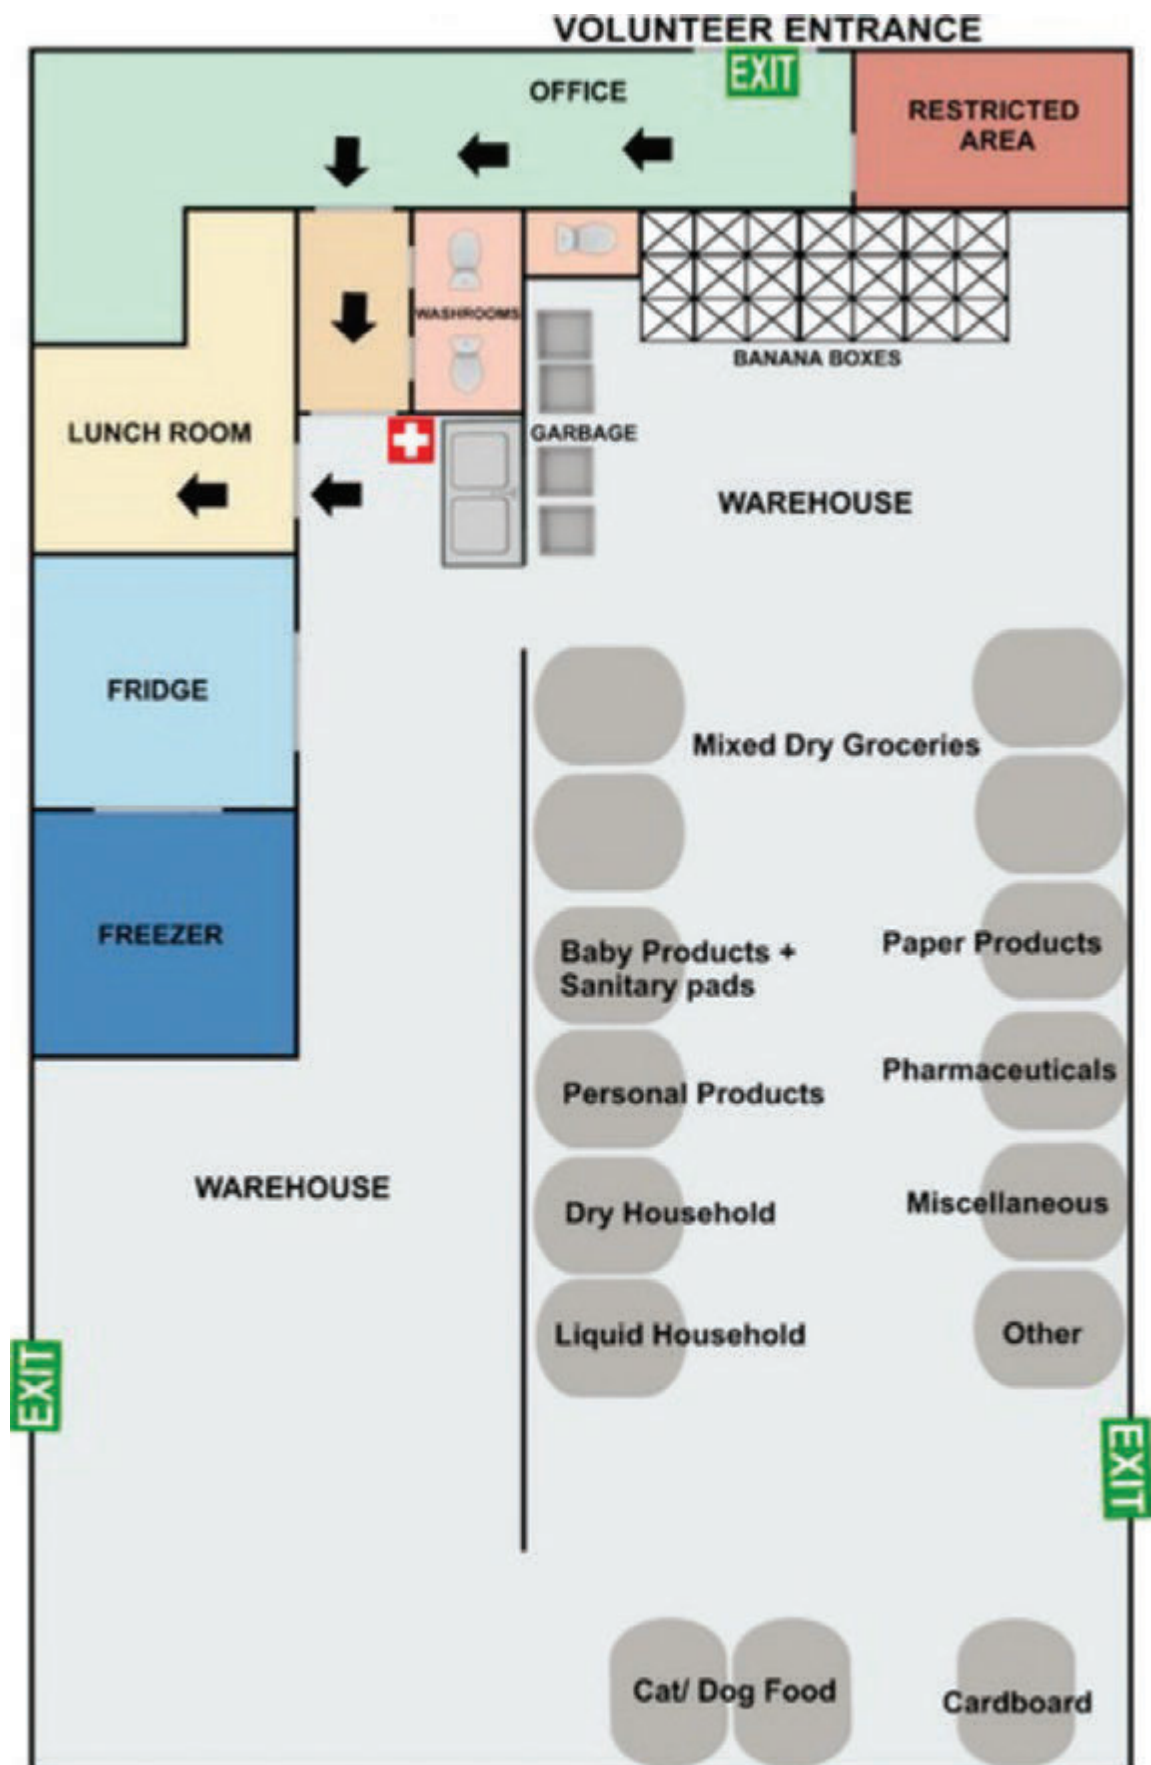 VOLUNTEER ENTRANCE
EXIT
OFFICE
RESTRICTED
AREA
WASHROOMS
BANANA BOXES
LUNCH ROOM
GARBAGE
WAREHOUSE
FRIDGE
Mixed Dry Groceries
FREEZER
Baby Products +
Sanitary pads
Paper Products
Personal Products
Pharmaceuticals
WAREHOUSE
Dry Household
Miscellaneous
Liquid Household
Other
EXIT
EXIT
Cat/ Dog Food
Cardboard